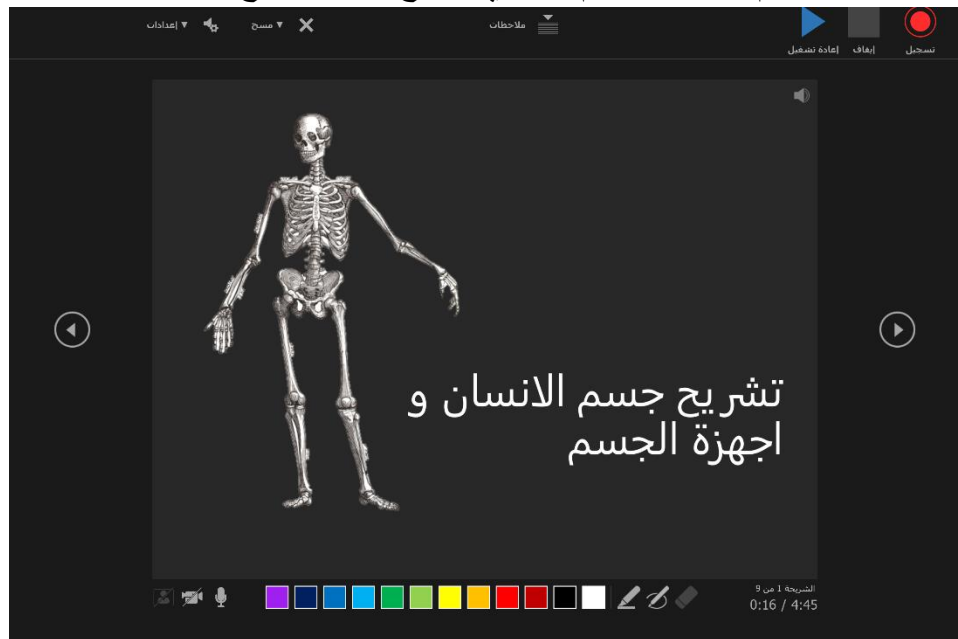 تسجيل
إيقاف
إعادة تشغيل
ملاحظات
مسح
إعدادات
تشريح جسم الانسان و
اجهزة الجسم
الشريحة 1 من 9
0:16 / 4:45